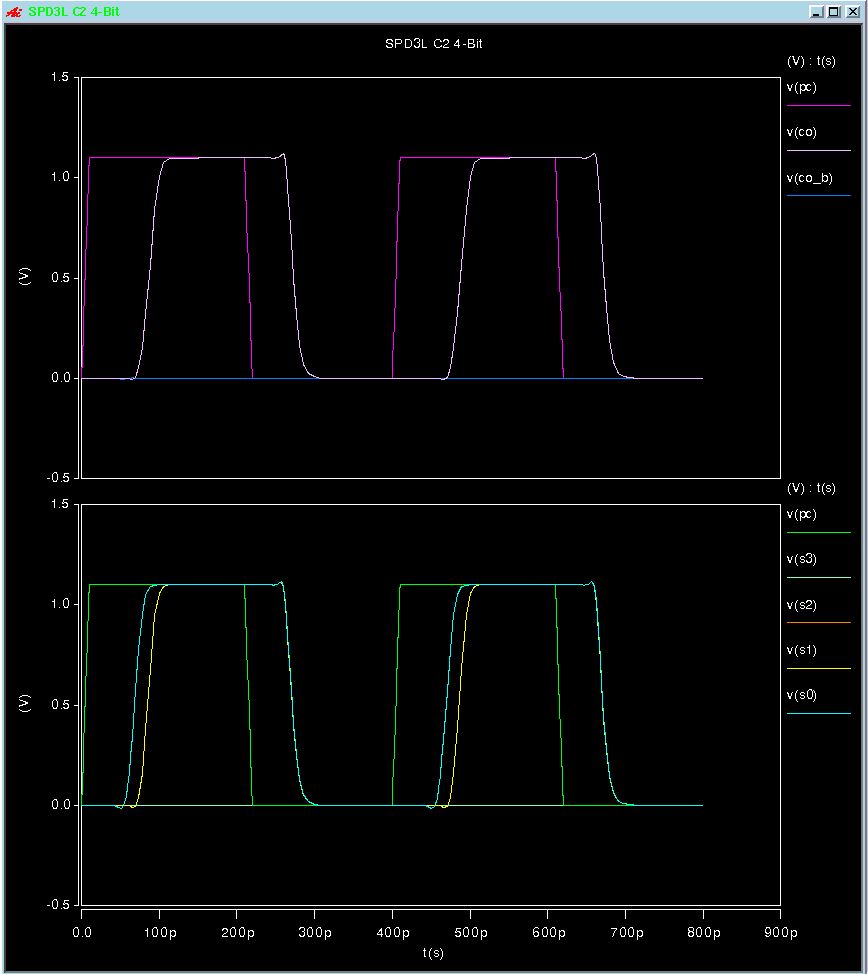 SPD3L C2 4-Bit
SPD3L C2 4-Bit
(V) : t(s)
v(pc)
v(co)
v(co_b)
1.5
1.0
0.5
0.0
-0.5
(V)
(V) : t(s)
v(pc)
v(s3)
v(s2)
v(s1)
v(s0)
1.5
1.0
0.5
0.0
-0.5
(V)
0.0 100p 200p 300p 400p 500p 600p 700p 800p 900p
t(s)